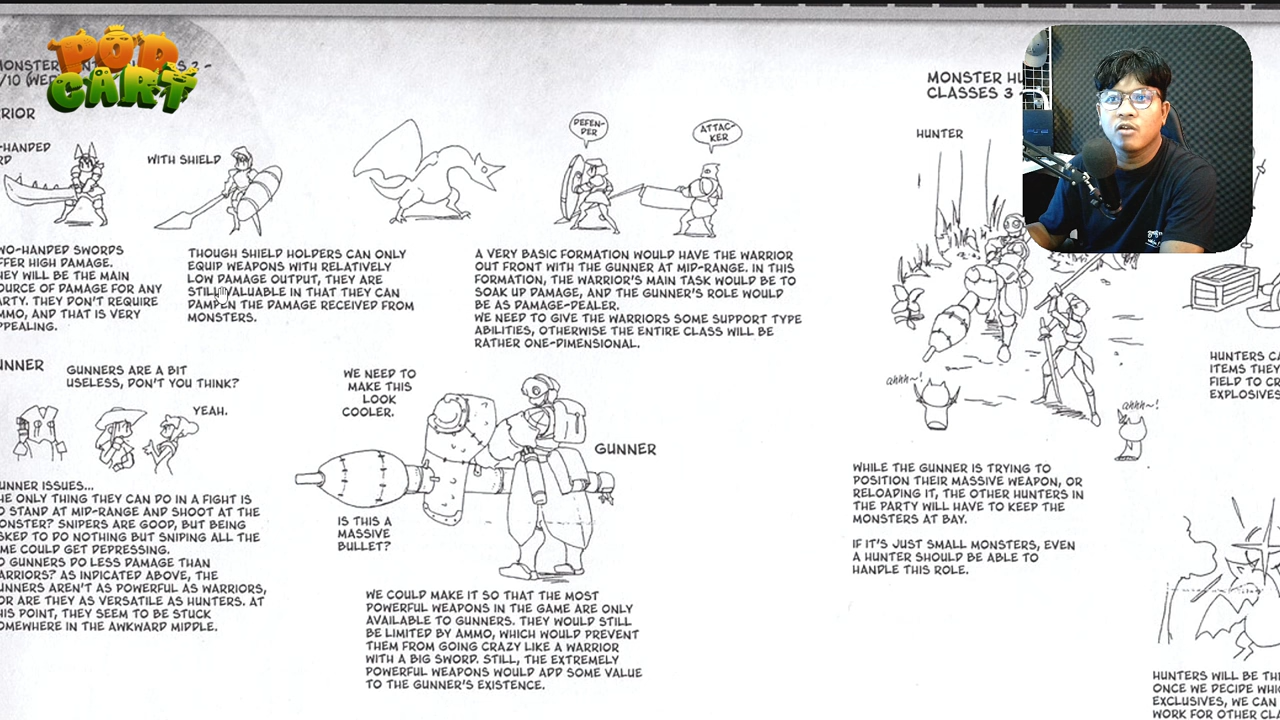 POD
CART
MONSTER
/10 (WED
RIOR
-HANDED
RD
WITH SHIELD
DEFEN-
DER
ATTAC-
KER
WO-HANDED SWORDS
FFER HIGH DAMAGE.
HEY WILL BE THE MAIN
OURCE OF DAMAGE FOR ANY
ARTY. THEY DON'T REQUIRE
MMO, AND THAT IS VERY
PPEALING.
THOUGH SHIELD HOLDERS CAN ONLY
EQUIP WEAPONS WITH RELATIVELY
LOW DAMAGE OUTPUT, THEY ARE
STILL VALUABLE IN THAT THEY CAN
DAMPEN THE DAMAGE RECEIVED FROM
MONSTERS.
A VERY BASIC FORMATION WOULD HAVE THE WARRIOR
OUT FRONT WITH THE GUNNER AT MID-RANGE. IN THIS
FORMATION, THE WARRIOR'S MAIN TASK WOULD BE TO
SOAK UP DAMAGE, AND THE GUNNER'S ROLE WOULD
BE AS DAMAGE-DEALER.
WE NEED TO GIVE THE WARRIORS SOME SUPPORT TYPE
ABILITIES, OTHERWISE THE ENTIRE CLASS WILL BE
RATHER ONE-DIMENSIONAL.
UNNER
GUNNERS ARE A BIT
USELESS, DON'T YOU THINK?
YEAH.
WE NEED TO
MAKE THIS
LOOK
COOLER.
GUNNER
IS THIS A
MASSIVE
BULLET?
UNNER ISSUES...
HE ONLY THING THEY CAN DO IN A FIGHT IS
O STAND AT MID-RANGE AND SHOOT AT THE
ONSTER? SNIPERS ARE GOOD, BUT BEING
SKED TO DO NOTHING BUT SNIPING ALL THE
IME COULD GET DEPRESSING.
O GUNNERS DO LESS DAMAGE THAN
ARRIORS? AS INDICATED ABOVE, THE
UNNERS AREN'T AS POWERFUL AS WARRIORS,
OR ARE THEY AS VERSATILE AS HUNTERS. AT
HIS POINT, THEY SEEM TO BE STUCK
OMEWHERE IN THE AWKWARD MIDDLE.
WE COULD MAKE IT SO THAT THE MOST
POWERFUL WEAPONS IN THE GAME ARE ONLY
AVAILABLE TO GUNNERS. THEY WOULD STILL
BE LIMITED BY AMMO, WHICH WOULD PREVENT
THEM FROM GOING CRAZY LIKE A WARRIOR
WITH A BIG SWORD. STILL, THE EXTREMELY
POWERFUL WEAPONS WOULD ADD SOME VALUE
TO THE GUNNER'S EXISTENCE.
MONSTER HU
CLASSES 3
HUNTER
ahhh~!
ahhh~!
WHILE THE GUNNER IS TRYING TO
POSITION THEIR MASSIVE WEAPON, OR
RELOADING IT, THE OTHER HUNTERS IN
THE PARTY WILL HAVE TO KEEP THE
MONSTERS AT BAY.
IF IT'S JUST SMALL MONSTERS, EVEN
A HUNTER SHOULD BE ABLE TO
HANDLE THIS ROLE.
HUNTERS CA
ITEMS THEY
FIELD TO CR
EXPLOSIVES
HUNTERS WILL BE TH
ONCE WE DECIDE WHI
EXCLUSIVES, WE CAN
WORK FOR OTHER CLA